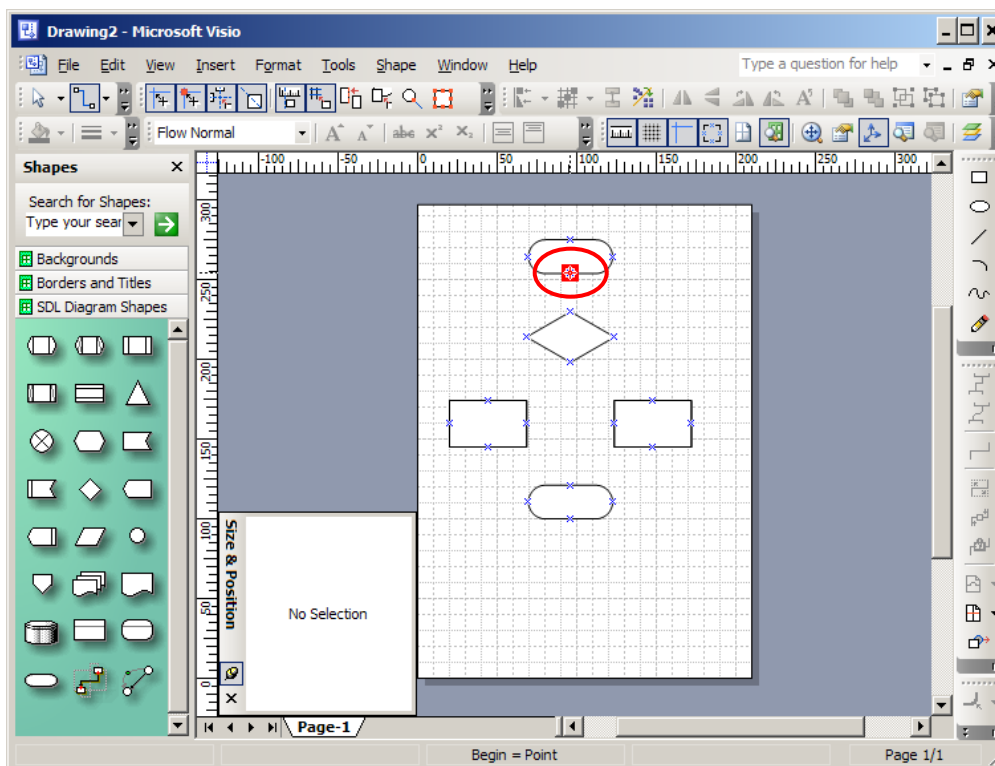 Drawing2 - Microsoft Visio
File Edit View Insert Format Tools Shape Window Help Type a question for help
Flow Normal A A abc x² x₂
Shapes
Search for Shapes:
Type your sear
Backgrounds
Borders and Titles
SDL Diagram Shapes
-100 -50 0 50 100 150 200 250 300
300
250
200
150
100
50
0
Size & Position
No Selection
Page-1
Begin = Point Page 1/1